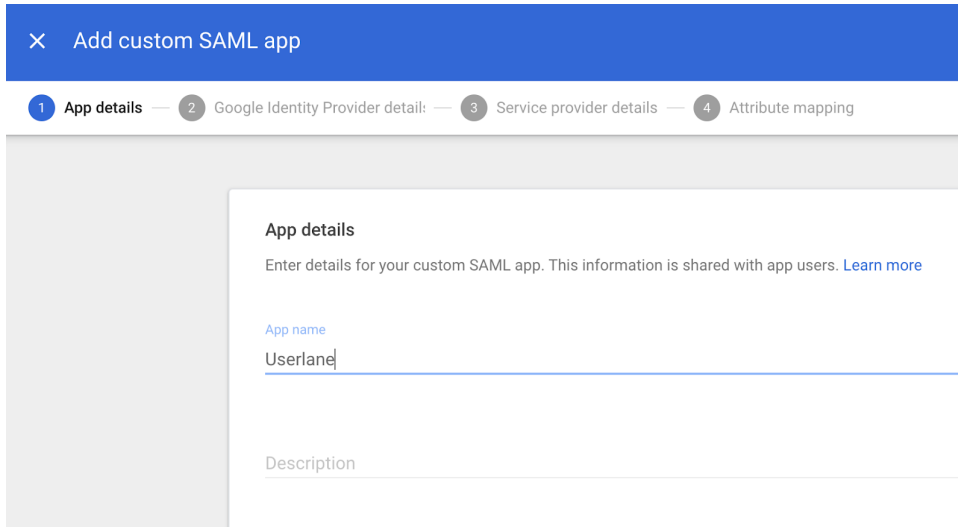 Add custom SAML app
1 App details 2 Google Identity Provider details 3 Service provider details 4 Attribute mapping
App details
Enter details for your custom SAML app. This information is shared with app users. Learn more
App name
Userlane
Description